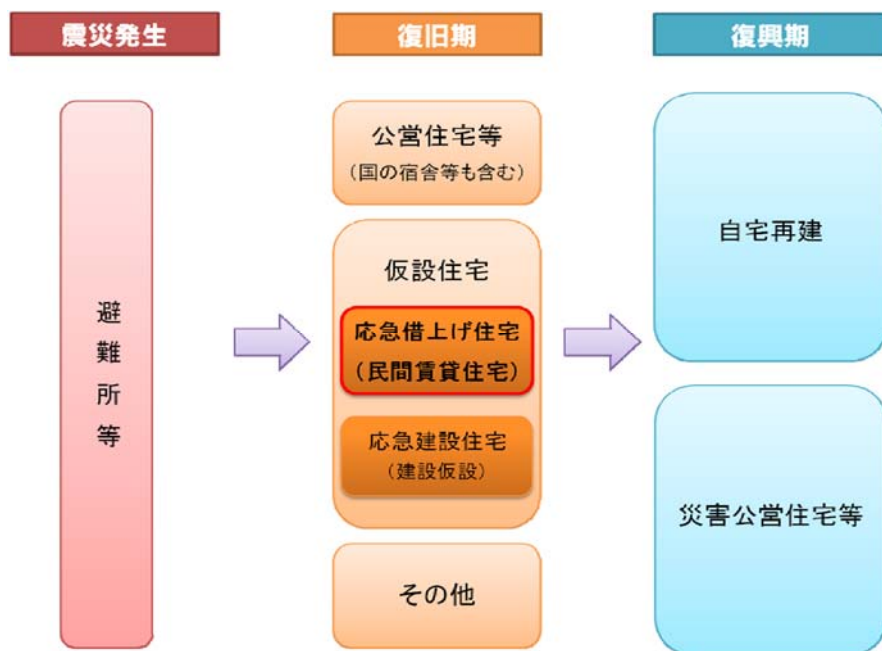 震災発生
避難所等
復旧期
公営住宅等
（国の宿舎等も含む）
仮設住宅
応急借上げ住宅
（民間賃貸住宅）
応急建設住宅
（建設仮設）
その他
復興期
自宅再建
災害公営住宅等